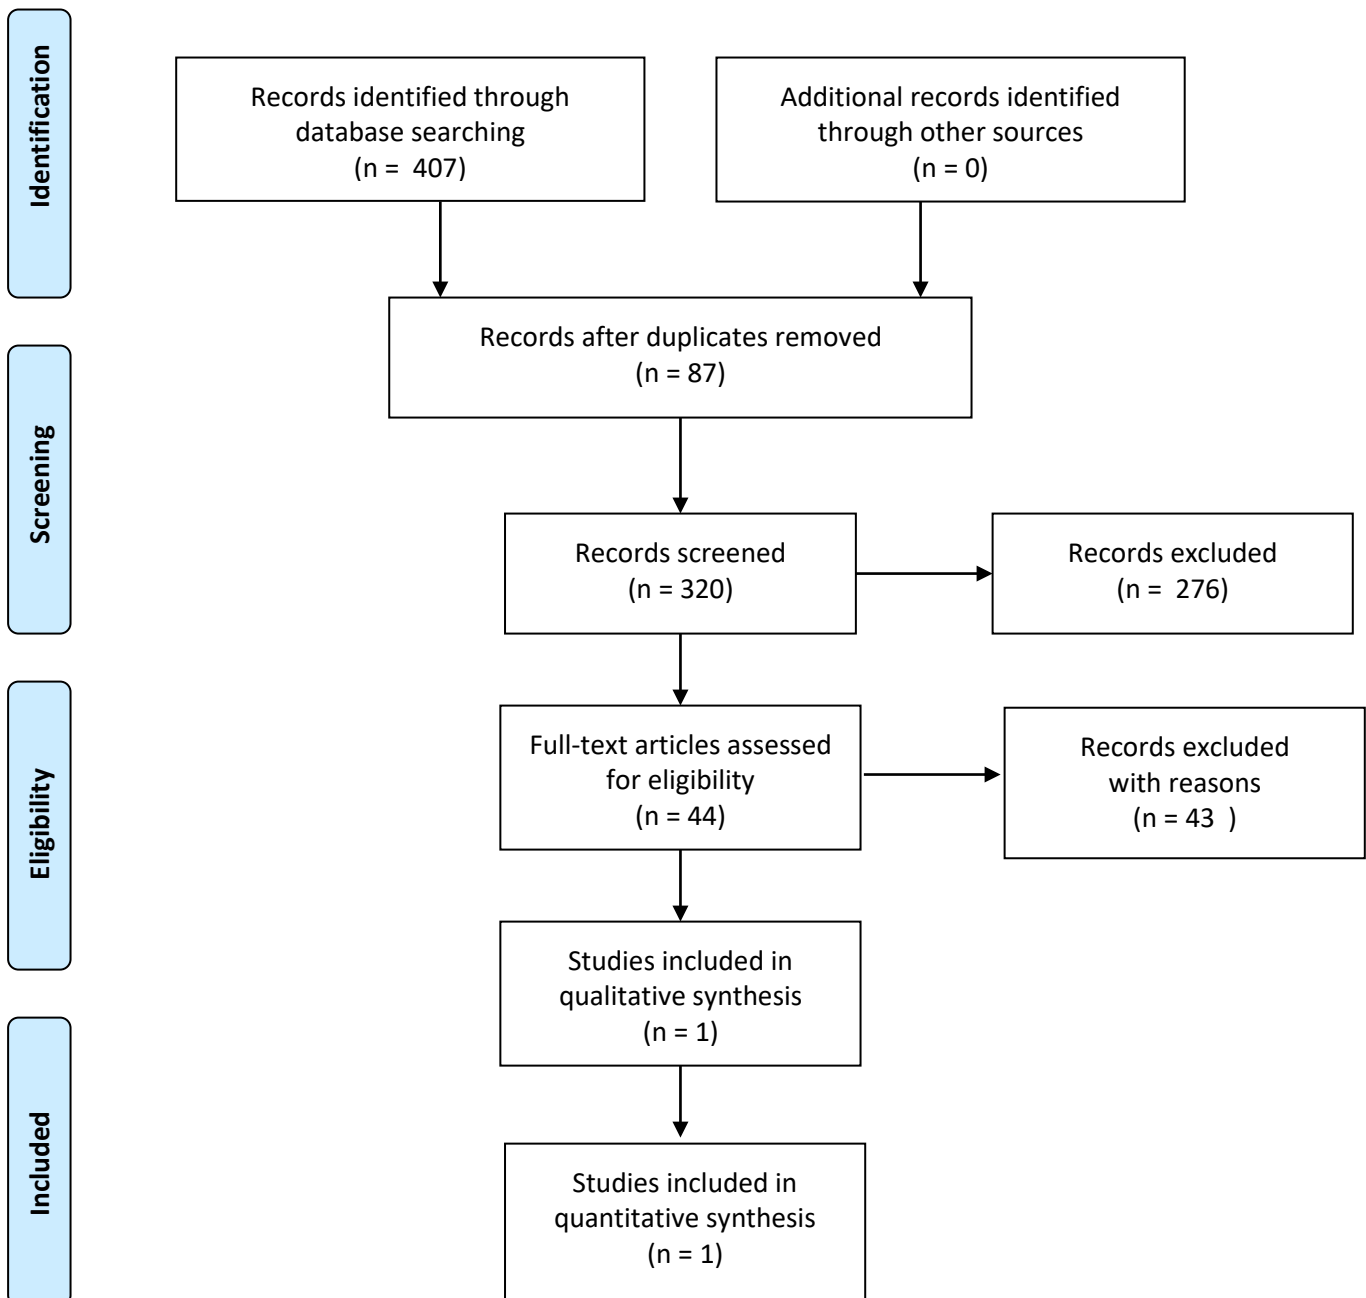 Identification
Records identified through
database searching
(n =  407)
Additional records identified
through other sources
(n = 0)
Records after duplicates removed
(n = 87)
Screening
Records screened
(n = 320)
Records excluded
(n =  276)
Eligibility
Full-text articles assessed
for eligibility
(n = 44)
Records excluded
with reasons
(n = 43  )
Studies included in
qualitative synthesis
(n = 1)
Included
Studies included in
quantitative synthesis
(n = 1)